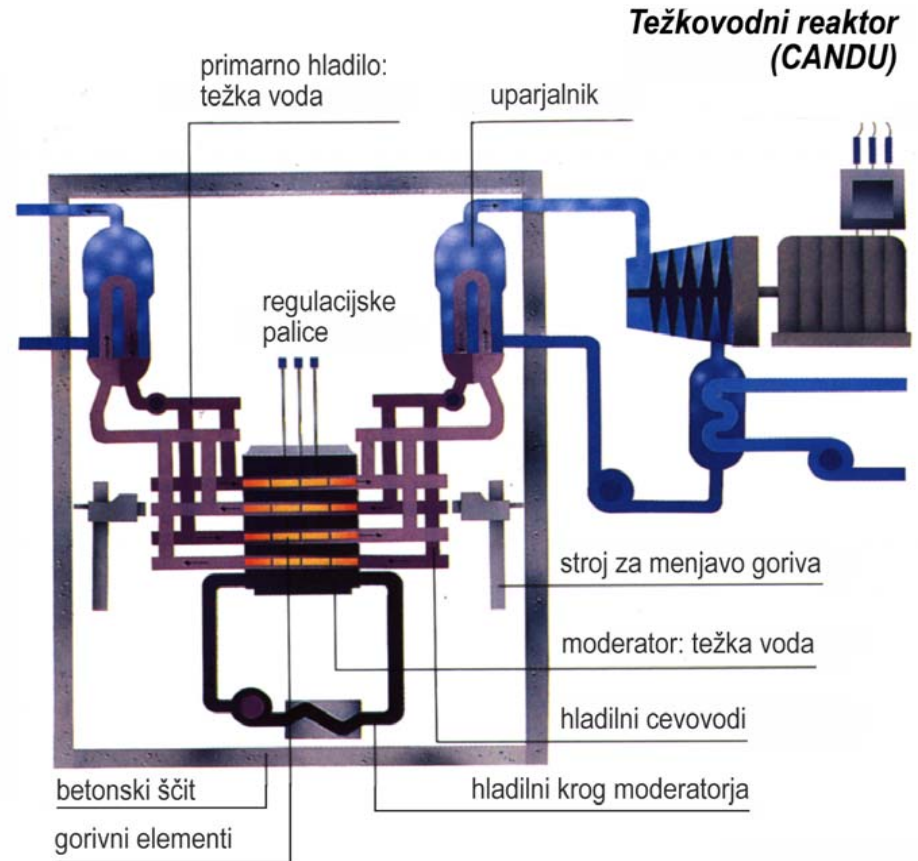 Težkovodni reaktor
(CANDU)
primarno hladilo:
težka voda
uparjalnik
regulacijske
palice
stroj za menjavo goriva
moderator: težka voda
hladilni cevovodi
hladilni krog moderatorja
betonski ščit
gorivni elementi